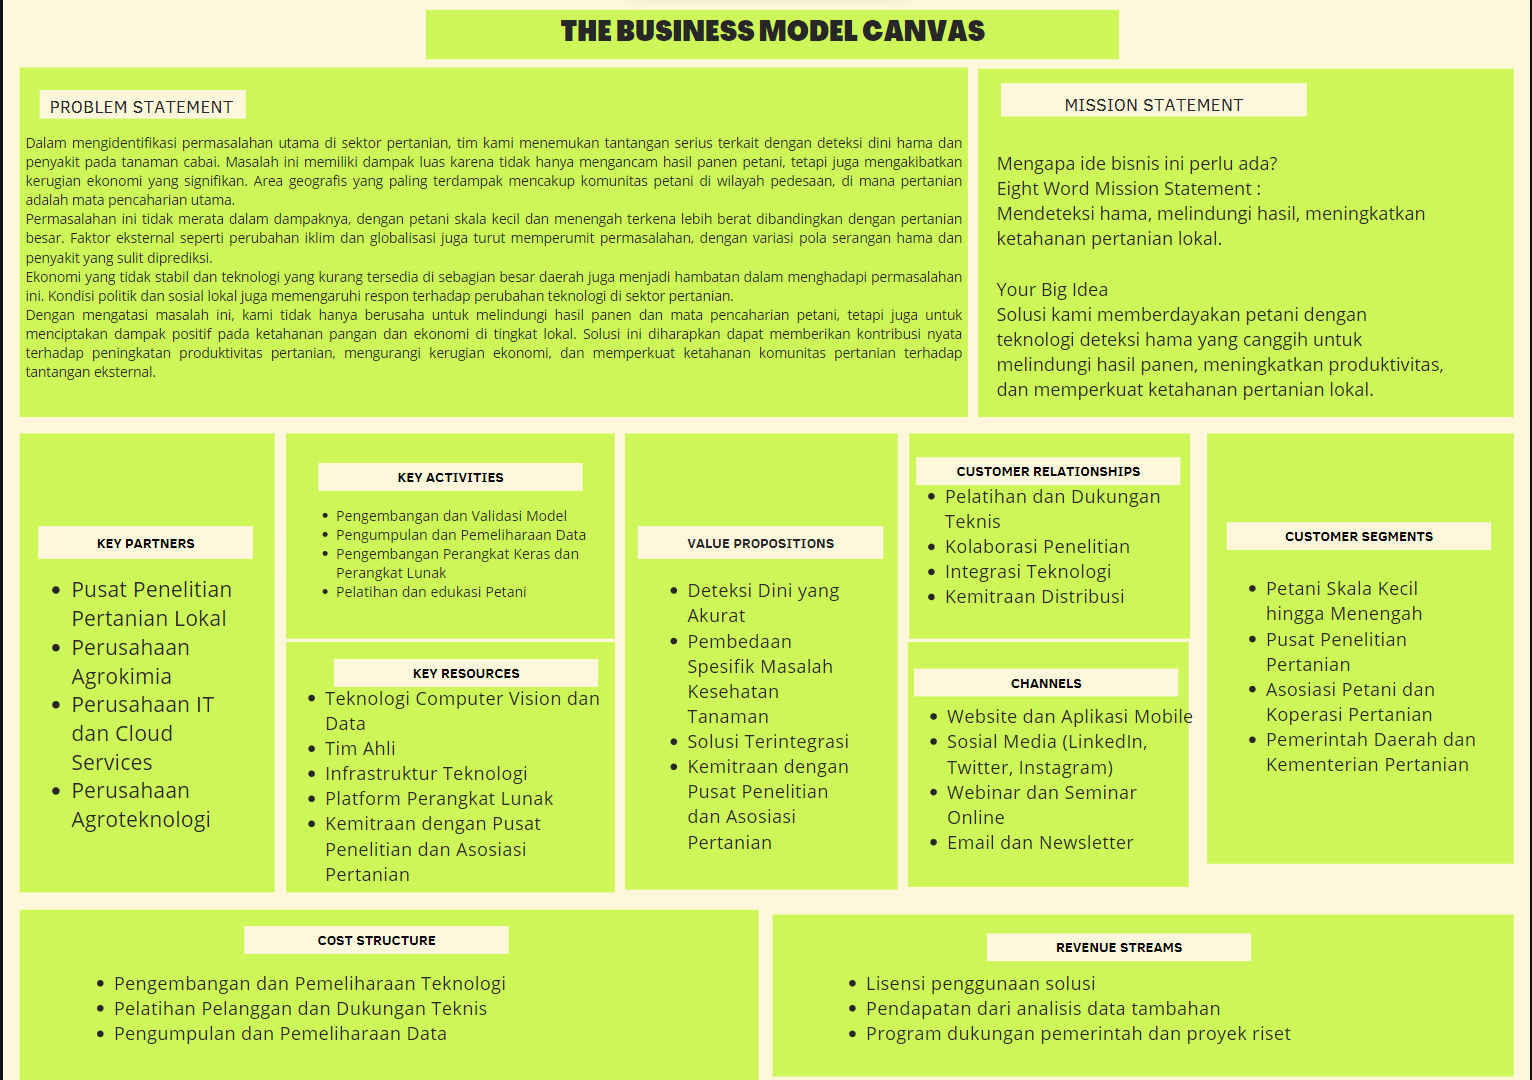 THE BUSINESS MODEL CANVAS
PROBLEM STATEMENT
Dalam mengidentifikasi permasalahan utama di sektor pertanian, tim kami menemukan tantangan serius terkait dengan deteksi dini hama dan
penyakit pada tanaman cabai. Masalah ini memiliki dampak luas karena tidak hanya mengancam hasil panen petani, tetapi juga mengakibatkan
kerugian ekonomi yang signifikan. Area geografis yang paling terdampak mencakup komunitas petani di wilayah pedesaan, di mana pertanian
adalah mata pencaharian utama.
Permasalahan ini tidak merata dalam dampaknya, dengan petani skala kecil dan menengah terkena lebih berat dibandingkan dengan pertanian
besar. Faktor eksternal seperti perubahan iklim dan globalisasi juga turut memperumit permasalahan, dengan variasi pola serangan hama dan
penyakit yang sulit diprediksi.
Ekonomi yang tidak stabil dan teknologi yang kurang tersedia di sebagian besar daerah juga menjadi hambatan dalam menghadapi permasalahan
ini. Kondisi politik dan sosial lokal juga memengaruhi respon terhadap perubahan teknologi di sektor pertanian.
Dengan mengatasi masalah ini, kami tidak hanya berusaha untuk melindungi hasil panen dan mata pencaharian petani, tetapi juga untuk
menciptakan dampak positif pada ketahanan pangan dan ekonomi di tingkat lokal. Solusi ini diharapkan dapat memberikan kontribusi nyata
terhadap peningkatan produktivitas pertanian, mengurangi kerugian ekonomi, dan memperkuat ketahanan komunitas pertanian terhadap
tantangan eksternal.
MISSION STATEMENT
Mengapa ide bisnis ini perlu ada?
Eight Word Mission Statement :
Mendeteksi hama, melindungi hasil, meningkatkan
ketahanan pertanian lokal.
Your Big Idea
Solusi kami memberdayakan petani dengan
teknologi deteksi hama yang canggih untuk
melindungi hasil panen, meningkatkan produktivitas,
dan memperkuat ketahanan pertanian lokal.
KEY PARTNERS
• Pusat Penelitian
Pertanian Lokal
• Perusahaan
Agrokimia
• Perusahaan IT
dan Cloud
Services
• Perusahaan
Agroteknologi
KEY ACTIVITIES
• Pengembangan dan Validasi Model
• Pengumpulan dan Pemeliharaan Data
• Pengembangan Perangkat Keras dan
Perangkat Lunak
• Pelatihan dan edukasi Petani
KEY RESOURCES
• Teknologi Computer Vision dan
Data
• Tim Ahli
• Infrastruktur Teknologi
• Platform Perangkat Lunak
• Kemitraan dengan Pusat
Penelitian dan Asosiasi
Pertanian
VALUE PROPOSITIONS
• Deteksi Dini yang
Akurat
• Pembedaan
Spesifik Masalah
Kesehatan
Tanaman
• Solusi Terintegrasi
• Kemitraan dengan
Pusat Penelitian
dan Asosiasi
Pertanian
CUSTOMER RELATIONSHIPS
• Pelatihan dan Dukungan
Teknis
• Kolaborasi Penelitian
• Integrasi Teknologi
• Kemitraan Distribusi
CHANNELS
• Website dan Aplikasi Mobile
• Sosial Media (LinkedIn,
Twitter, Instagram)
• Webinar dan Seminar
Online
• Email dan Newsletter
CUSTOMER SEGMENTS
• Petani Skala Kecil
hingga Menengah
• Pusat Penelitian
Pertanian
• Asosiasi Petani dan
Koperasi Pertanian
• Pemerintah Daerah dan
Kementerian Pertanian
COST STRUCTURE
• Pengembangan dan Pemeliharaan Teknologi
• Pelatihan Pelanggan dan Dukungan Teknis
• Pengumpulan dan Pemeliharaan Data
REVENUE STREAMS
• Lisensi penggunaan solusi
• Pendapatan dari analisis data tambahan
• Program dukungan pemerintah dan proyek riset